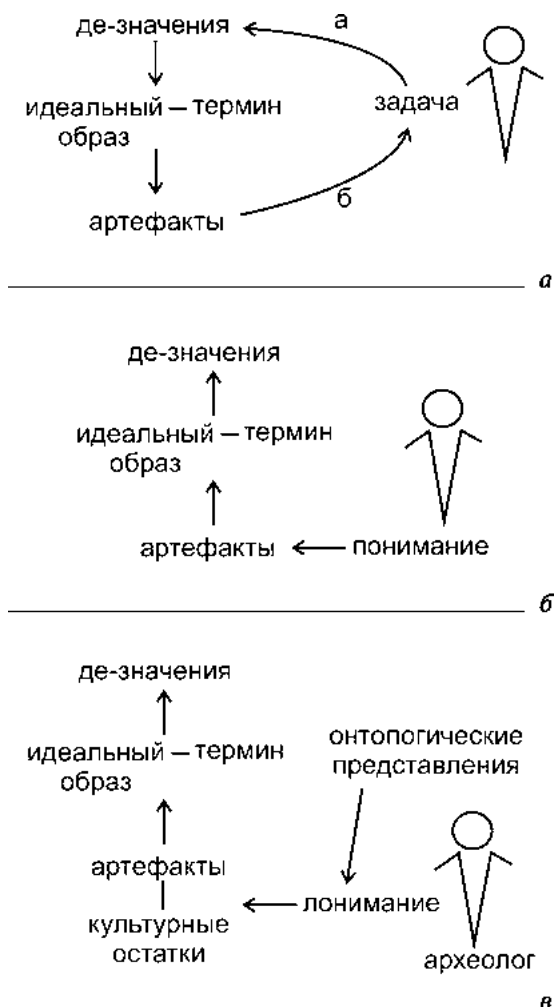 де-значения
а
идеальный – термин
образ
задача
артефакты
б
а
де-значения
идеальный – термин
образ
артефакты
понимание
б
де-значения
идеальный – термин
образ
онтопогические
представления
артефакты
культурные
остатки
лонимание
археолог
в